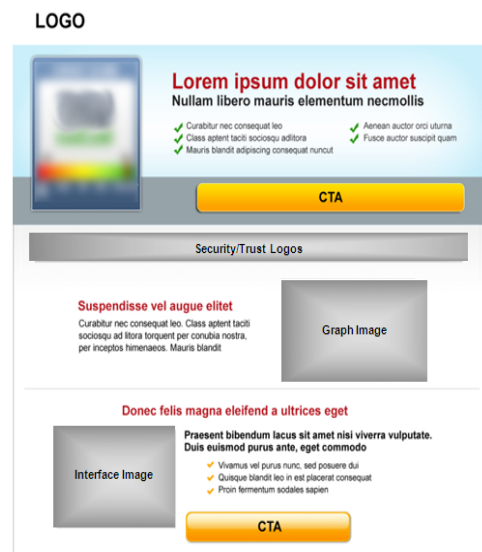 LOGO
Lorem ipsum dolor sit amet
Nullam libero mauris elementum necmollis
Curabitur nec consequat leo
Class aptent taciti sociosqu aditora
Mauris blandit adipiscing consequat nuncut
Aenean auctor orci uturna
Fusce auctor suscipit quam
CTA
Security/Trust Logos
Suspendisse vel augue elitet
Curabitur nec consequat leo. Class aptent taciti
sociosqu ad litora torquent per conubia nostra,
per inceptos himenaeos. Mauris blandit
Graph Image
Donec felis magna eleifend a ultrices eget
Interface Image
Praesent bibendum lacus sit amet nisi viverra vulputate.
Duis euismod purus ante, eget commodo
Vivamus vel purus nunc, sed posuere dui
Quisque blandit leo in est placerat consequat
Proin fermentum sodales sapien
CTA